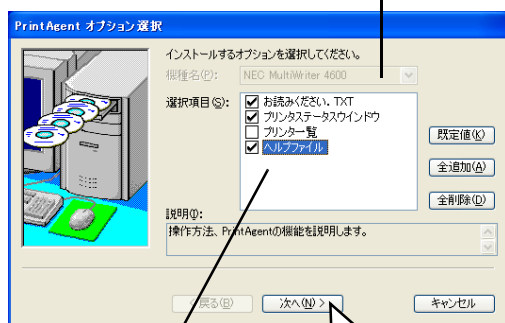 PrintAgent オプション選択
インストールするオプションを選択してください。
機種名(P): NEC MultiWriter 4600
選択項目(S):
お読みください.TXT
プリンタステータスウインドウ
プリンタ一覧
ヘルプファイル
既定値(K)
全追加(A)
全削除(D)
説明(I):
操作方法、PrintAgentの機能を説明します。
< 戻る(B) 次へ(N) > キャンセル